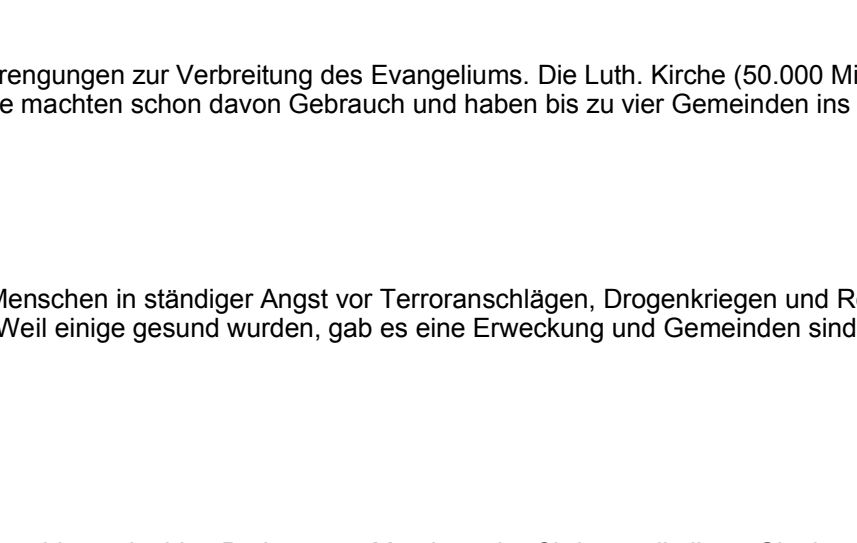 rengungen zur Verbreitung des Evangeliums. Die Luth. Kirche (50.000 Mi
e machten schon davon Gebrauch und haben bis zu vier Gemeinden ins
Menschen in ständiger Angst vor Terroranschlägen, Drogenkriegen und R
Weil einige gesund wurden, gab es eine Erweckung und Gemeinden sind